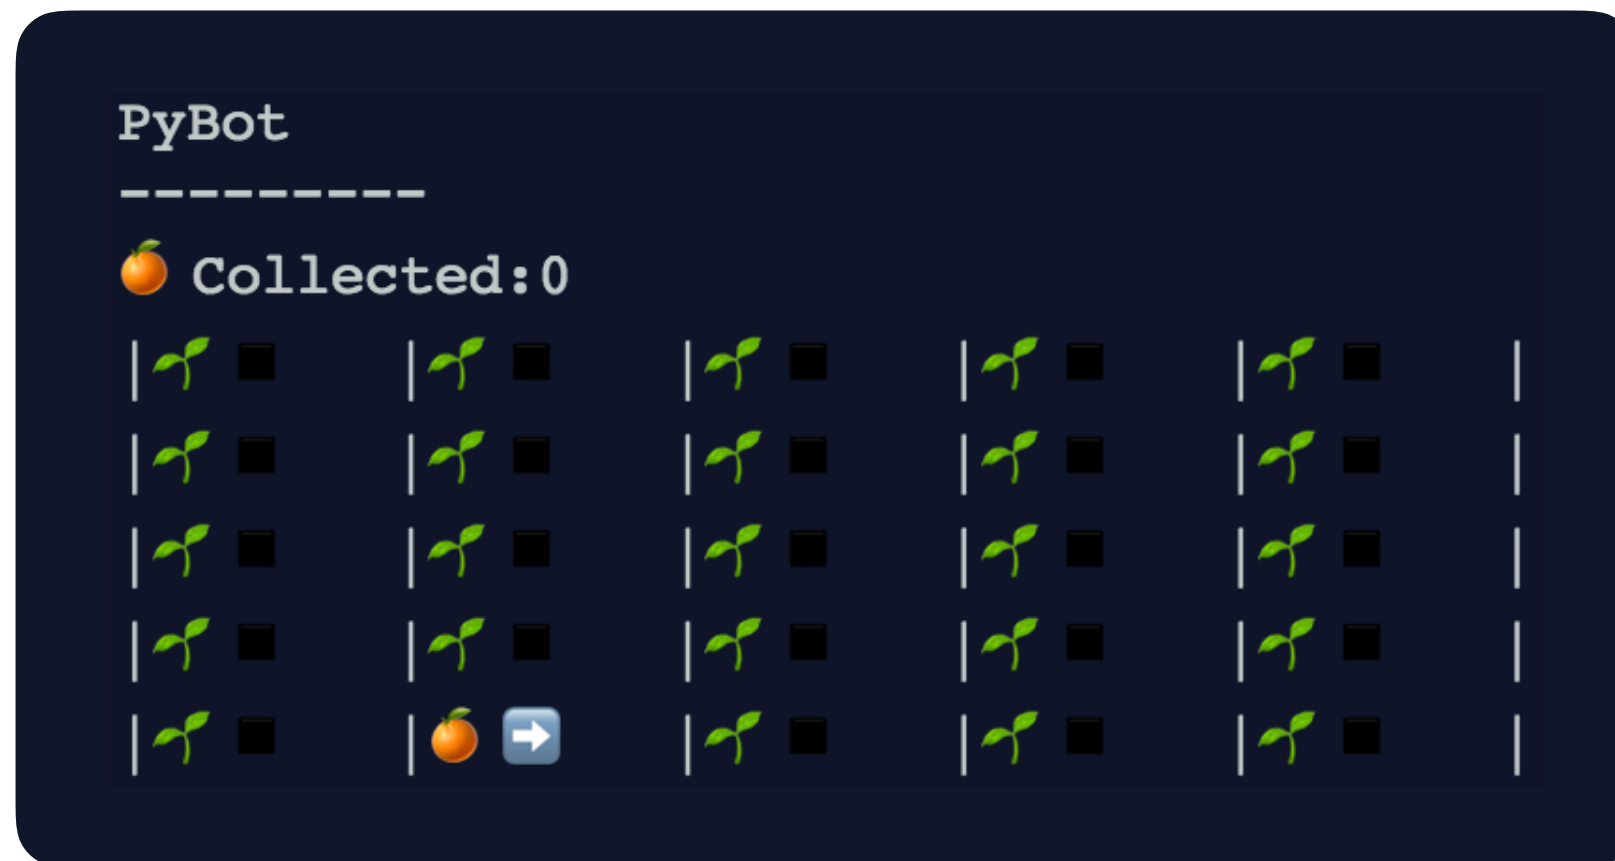 PyBot
---------
🍊 Collected:0
|🌱 ◾ |🌱 ◾ |🌱 ◾ |🌱 ◾ |🌱 ◾ |
|🌱 ◾ |🌱 ◾ |🌱 ◾ |🌱 ◾ |🌱 ◾ |
|🌱 ◾ |🌱 ◾ |🌱 ◾ |🌱 ◾ |🌱 ◾ |
|🌱 ◾ |🌱 ◾ |🌱 ◾ |🌱 ◾ |🌱 ◾ |
|🌱 ◾ |🍊 ➡️ |🌱 ◾ |🌱 ◾ |🌱 ◾ |